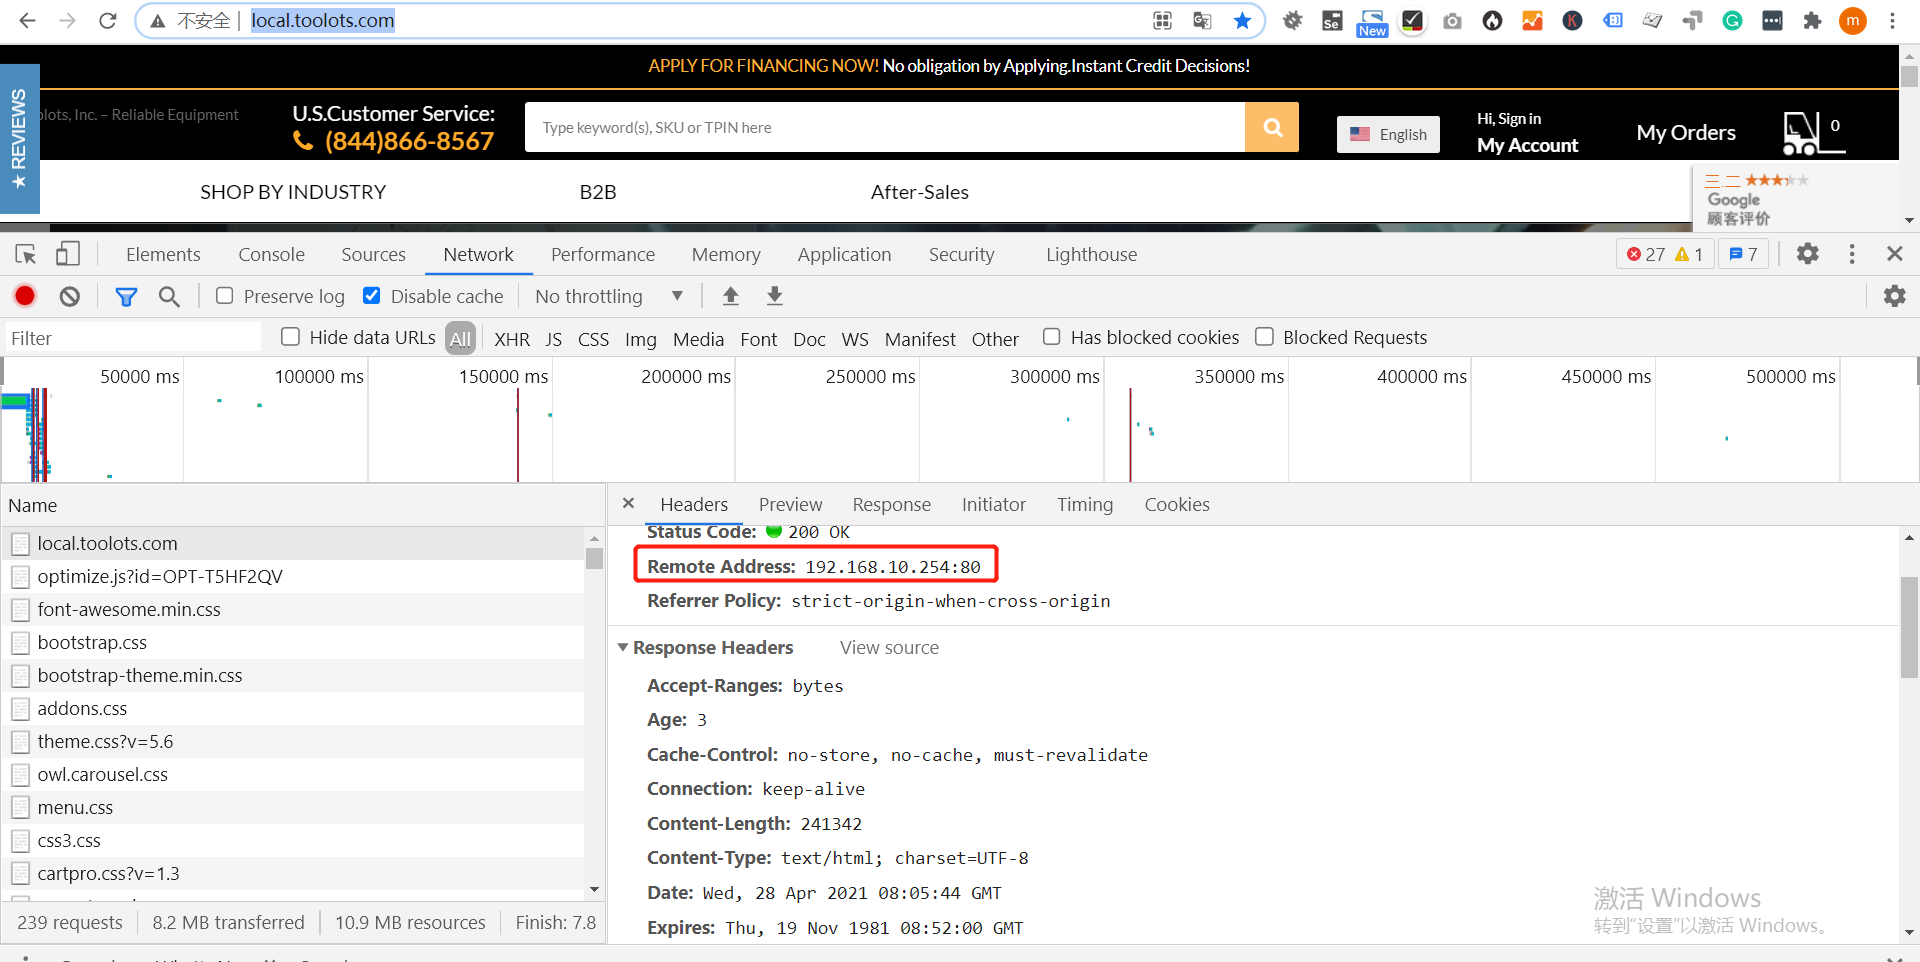 不安全 | local.toolots.com
Se
New
K
G
m
APPLY FOR FINANCING NOW! No obligation by Applying.Instant Credit Decisions!
★ REVIEWS
olots, Inc. – Reliable Equipment
U.S.Customer Service:
(844)866-8567
Type keyword(s), SKU or TPIN here
English
Hi, Sign in
My Account
My Orders
0
SHOP BY INDUSTRY
B2B
After-Sales
三.二 ★★★★★
Google
顾客评价
Elements Console Sources Network Performance Memory Application Security Lighthouse
27 1 7
Preserve log Disable cache No throttling
Filter Hide data URLs All XHR JS CSS Img Media Font Doc WS Manifest Other Has blocked cookies Blocked Requests
50000 ms 100000 ms 150000 ms 200000 ms 250000 ms 300000 ms 350000 ms 400000 ms 450000 ms 500000 ms
Name
local.toolots.com
optimize.js?id=OPT-T5HF2QV
font-awesome.min.css
bootstrap.css
bootstrap-theme.min.css
addons.css
theme.css?v=5.6
owl.carousel.css
menu.css
css3.css
cartpro.css?v=1.3
239 requests 8.2 MB transferred 10.9 MB resources Finish: 7.8
× Headers Preview Response Initiator Timing Cookies
Status Code: 200 OK
Remote Address: 192.168.10.254:80
Referrer Policy: strict-origin-when-cross-origin
Response Headers View source
Accept-Ranges: bytes
Age: 3
Cache-Control: no-store, no-cache, must-revalidate
Connection: keep-alive
Content-Length: 241342
Content-Type: text/html; charset=UTF-8
Date: Wed, 28 Apr 2021 08:05:44 GMT
Expires: Thu, 19 Nov 1981 08:52:00 GMT
激活 Windows
转到“设置”以激活 Windows。